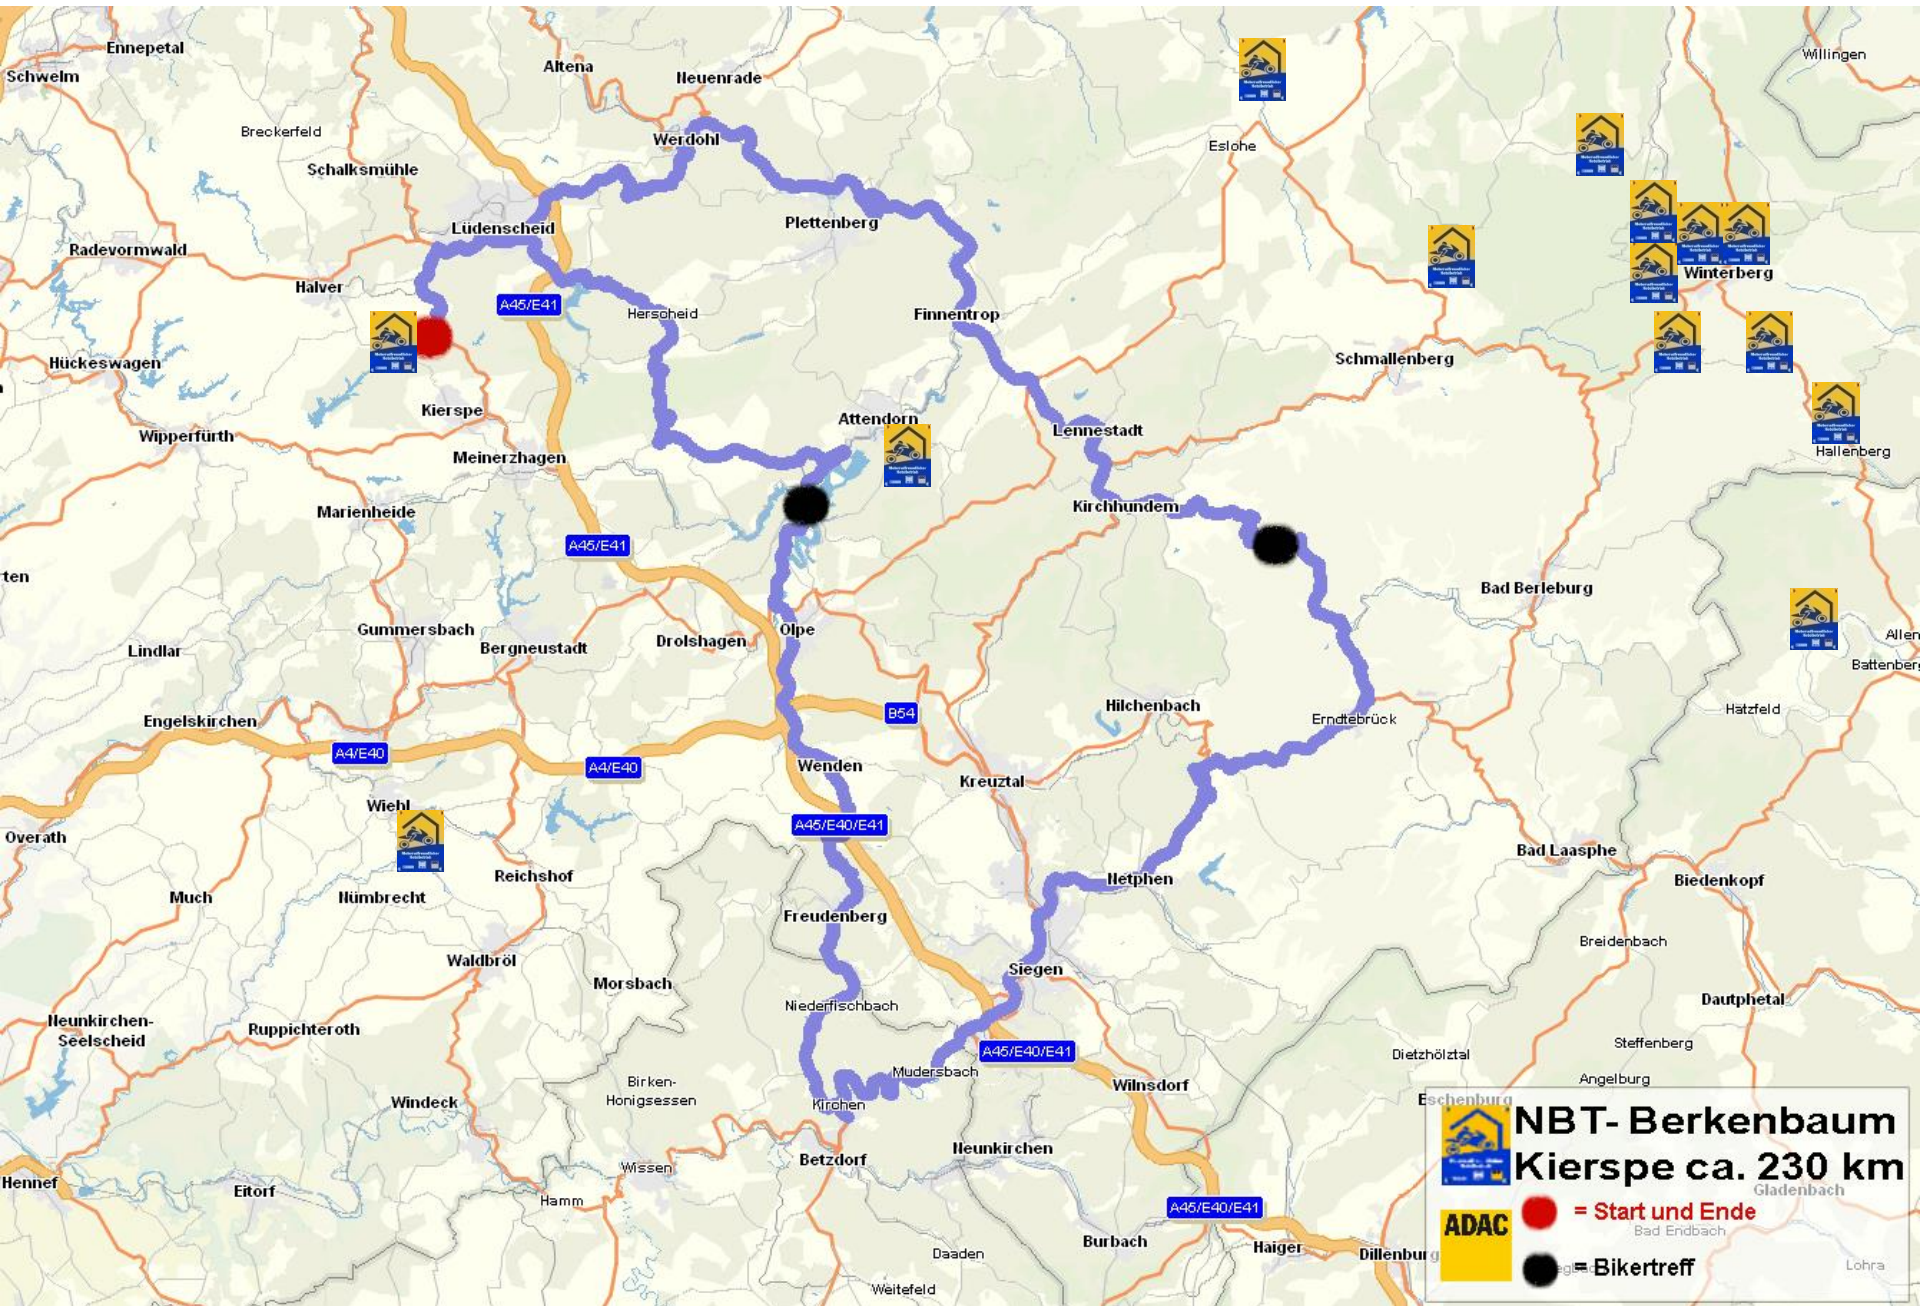 Ennepetal
Schwelm
Altena
Neuenrade
Willingen
Breckerfeld
Werdohl
Eslohe
Schalksmühle
Lüdenscheid
Plettenberg
Radevormwald
Winterberg
Halver
A45/E41
Herscheid
Finnentrop
Hückeswagen
Schmallenberg
Kierspe
Attendorn
Lennestadt
Wipperfürth
Meinerzhagen
Hallenberg
Marienheide
Kirchhundem
A45/E41
rten
Bad Berleburg
Gummersbach
Olpe
Drolshagen
Lindlar
Bergneustadt
Allen
Battenberg
Engelskirchen
B54
Hilchenbach
Erndtebrück
Hatzfeld
A4/E40
A4/E40
Wenden
Kreuztal
Wiehl
Overath
A45/E40/E41
Bad Laasphe
Reichshof
Netphen
Biedenkopf
Much
Nümbrecht
Freudenberg
Breidenbach
Waldbröl
Siegen
Morsbach
Niederfischbach
Dautphetal
Neunkirchen-
Seelscheid
Ruppichteroth
Steffenberg
A45/E40/E41
Dietzhölztal
Mudersbach
Wilnsdorf
Angelburg
Birken-
Honigsessen
Windeck
Kirchen
Eschenburg
NBT- Berkenbaum
Kierspe ca. 230 km
Neunkirchen
Betzdorf
Wissen
Hennef
Eitorf
Hamm
Gladenbach
A45/E40/E41
ADAC
= Start und Ende
Bad Endbach
Burbach
Haiger
Daaden
Dillenburg
= Bikertreff
Lohra
Weitefeld